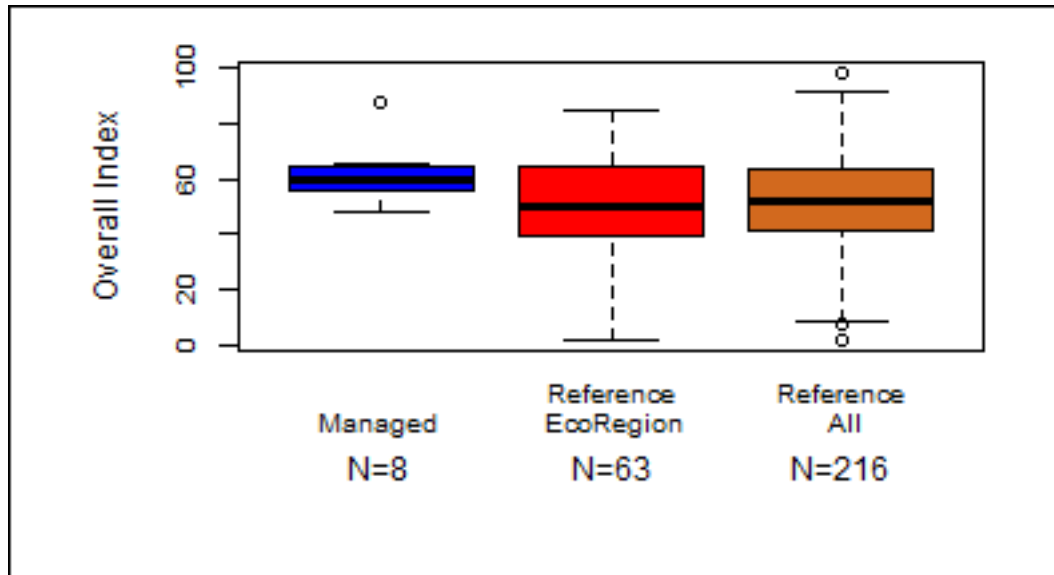 Overall Index
100
60
20
0
Reference Reference
Managed EcoRegion All
N=8 N=63 N=216